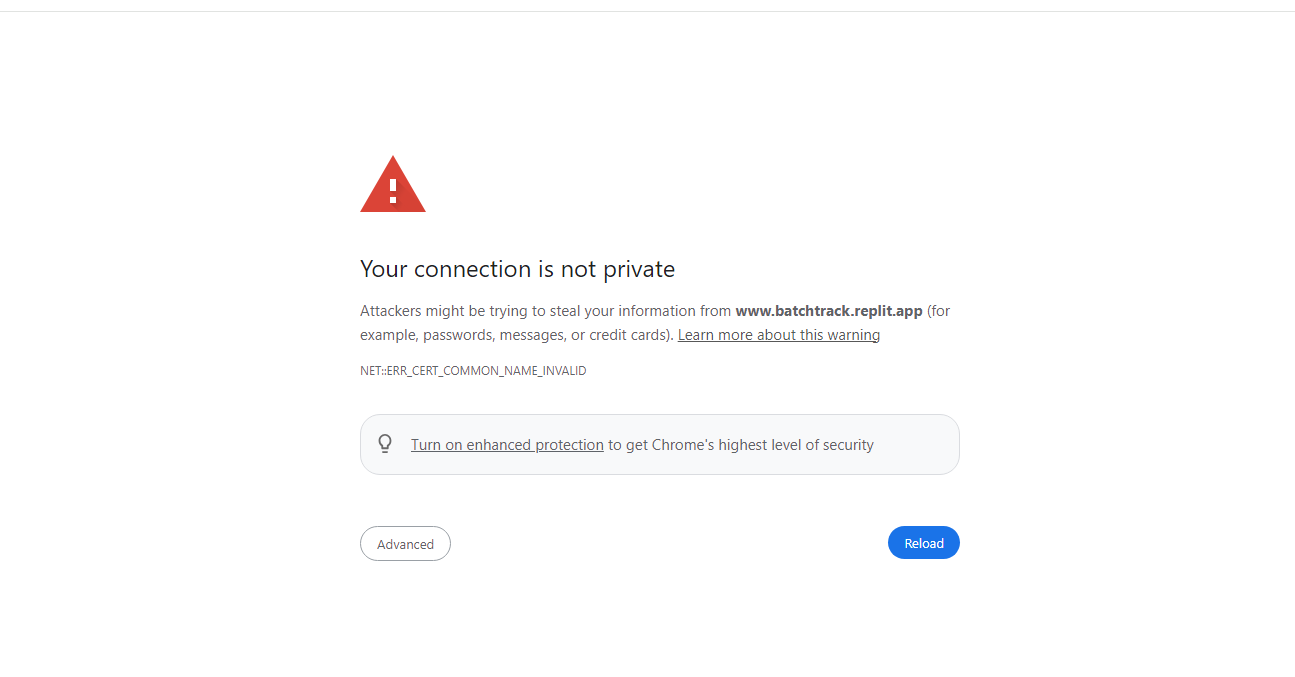 Your connection is not private
Attackers might be trying to steal your information from www.batchtrack.replit.app (for
example, passwords, messages, or credit cards). Learn more about this warning
NET::ERR_CERT_COMMON_NAME_INVALID
Turn on enhanced protection to get Chrome's highest level of security
Advanced
Reload